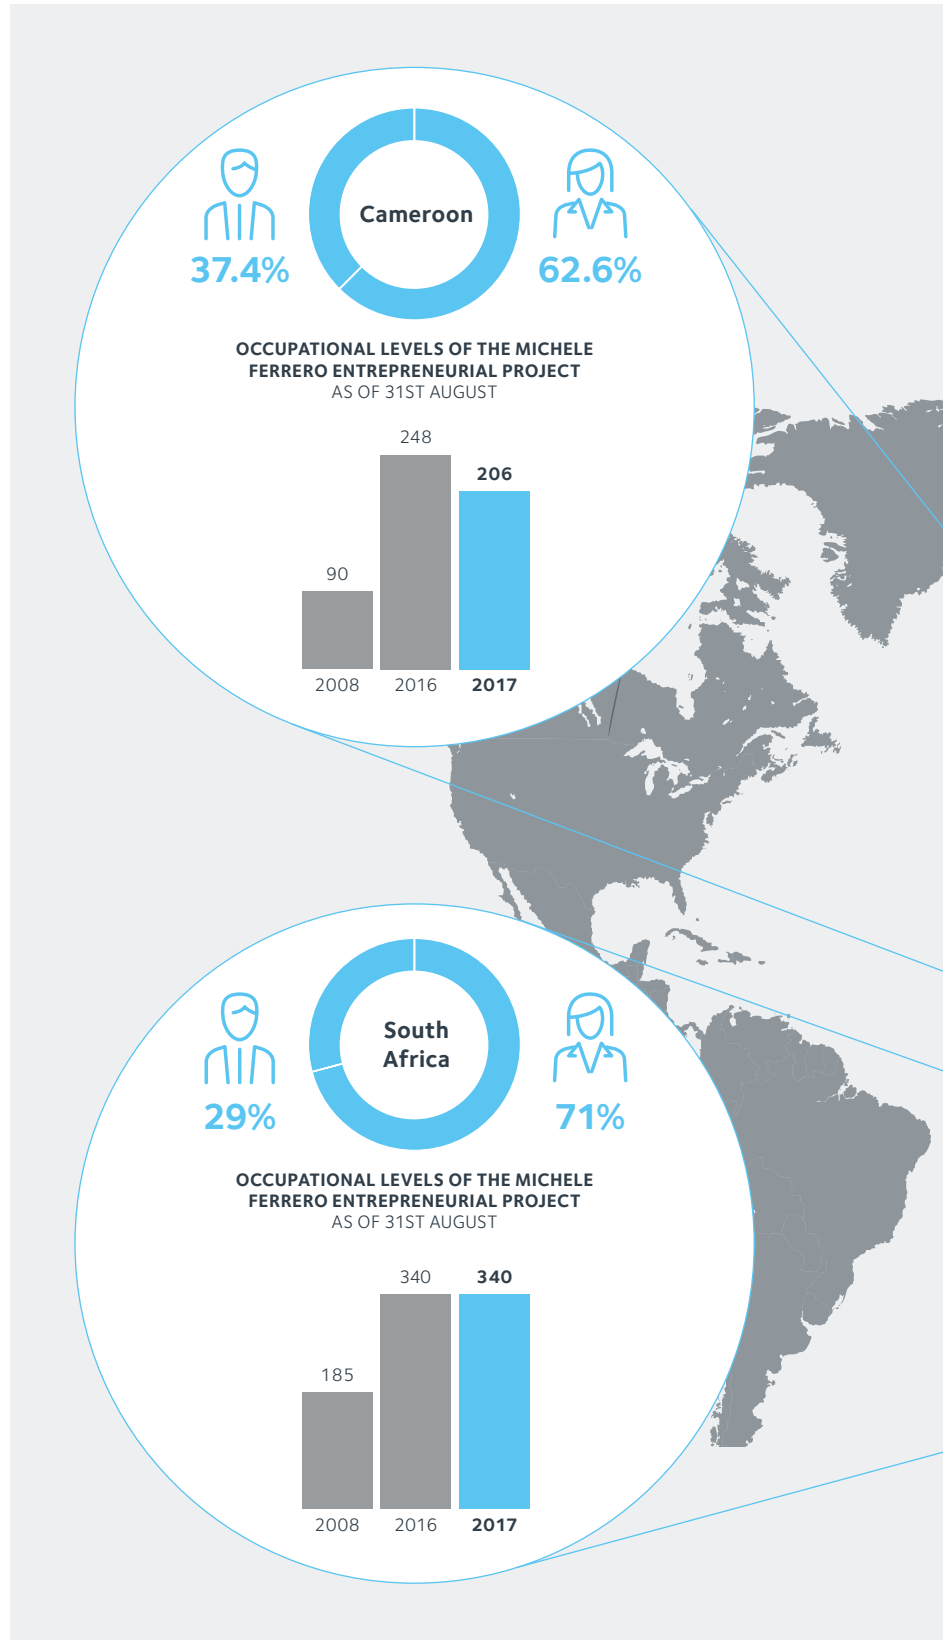 Cameroon
37.4%
62.6%
OCCUPATIONAL LEVELS OF THE MICHELE
FERRERO ENTREPRENEURIAL PROJECT
AS OF 31ST AUGUST
248
206
90
2008
2016
2017
South
Africa
29%
71%
OCCUPATIONAL LEVELS OF THE MICHELE
FERRERO ENTREPRENEURIAL PROJECT
AS OF 31ST AUGUST
340
340
185
2008
2016
2017